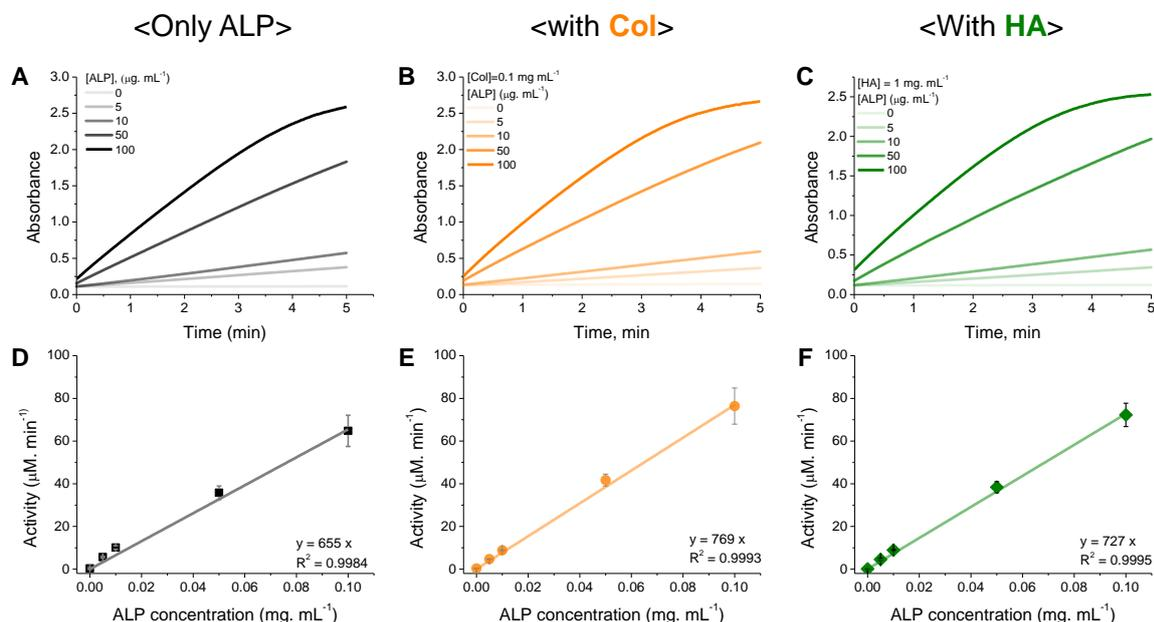 <Only ALP>
<with Col>
<With HA>
A
[ALP], (μg. mL⁻¹)
0
5
10
50
100
3.0
2.5
2.0
1.5
1.0
0.5
0.0
Absorbance
0 1 2 3 4 5
Time (min)
B
[Col]=0.1 mg mL⁻¹
[ALP] (μg. mL⁻¹)
0
5
10
50
100
3.0
2.5
2.0
1.5
1.0
0.5
0.0
Absorbance
0 1 2 3 4 5
Time, min
C
[HA] = 1 mg. mL⁻¹
[ALP] (μg. mL⁻¹)
0
5
10
50
100
2.5
2.0
1.5
1.0
0.5
0.0
Absorbance
0 1 2 3 4 5
Time, min
D
100
80
60
40
20
0
Activity (μM. min⁻¹)
y = 655 x
R² = 0.9984
0.00 0.02 0.04 0.06 0.08 0.10
ALP concentration (mg. mL⁻¹)
E
100
80
60
40
20
0
Activity (μM. min⁻¹)
y = 769 x
R² = 0.9993
0.00 0.02 0.04 0.06 0.08 0.10
ALP concentration (mg. mL⁻¹)
F
100
80
60
40
20
0
Activity (μM. min⁻¹)
y = 727 x
R² = 0.9995
0.00 0.02 0.04 0.06 0.08 0.10
ALP concentration (mg. mL⁻¹)